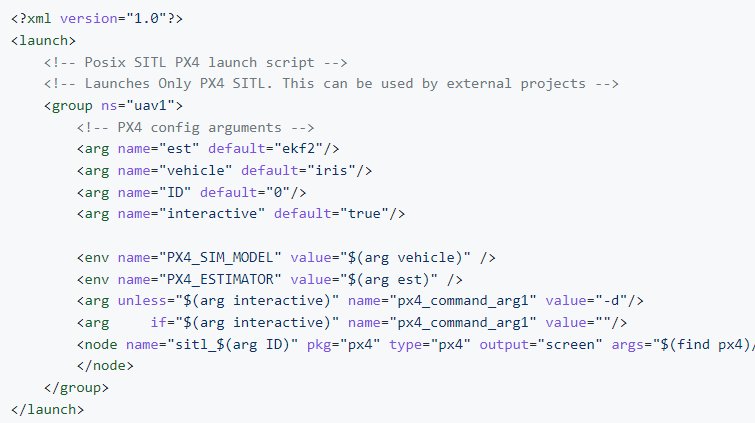 <?xml version="1.0"?>
<launch>
    <!-- Posix SITL PX4 launch script -->
    <!-- Launches Only PX4 SITL. This can be used by external projects -->
    <group ns="uav1">
        <!-- PX4 config arguments -->
        <arg name="est" default="ekf2"/>
        <arg name="vehicle" default="iris"/>
        <arg name="ID" default="0"/>
        <arg name="interactive" default="true"/>

        <env name="PX4_SIM_MODEL" value="$(arg vehicle)" />
        <env name="PX4_ESTIMATOR" value="$(arg est)" />
        <arg unless="$(arg interactive)" name="px4_command_arg1" value="-d"/>
        <arg     if="$(arg interactive)" name="px4_command_arg1" value=""/>
        <node name="sitl_$(arg ID)" pkg="px4" type="px4" output="screen" args="$(find px4)/
        </node>
    </group>
</launch>